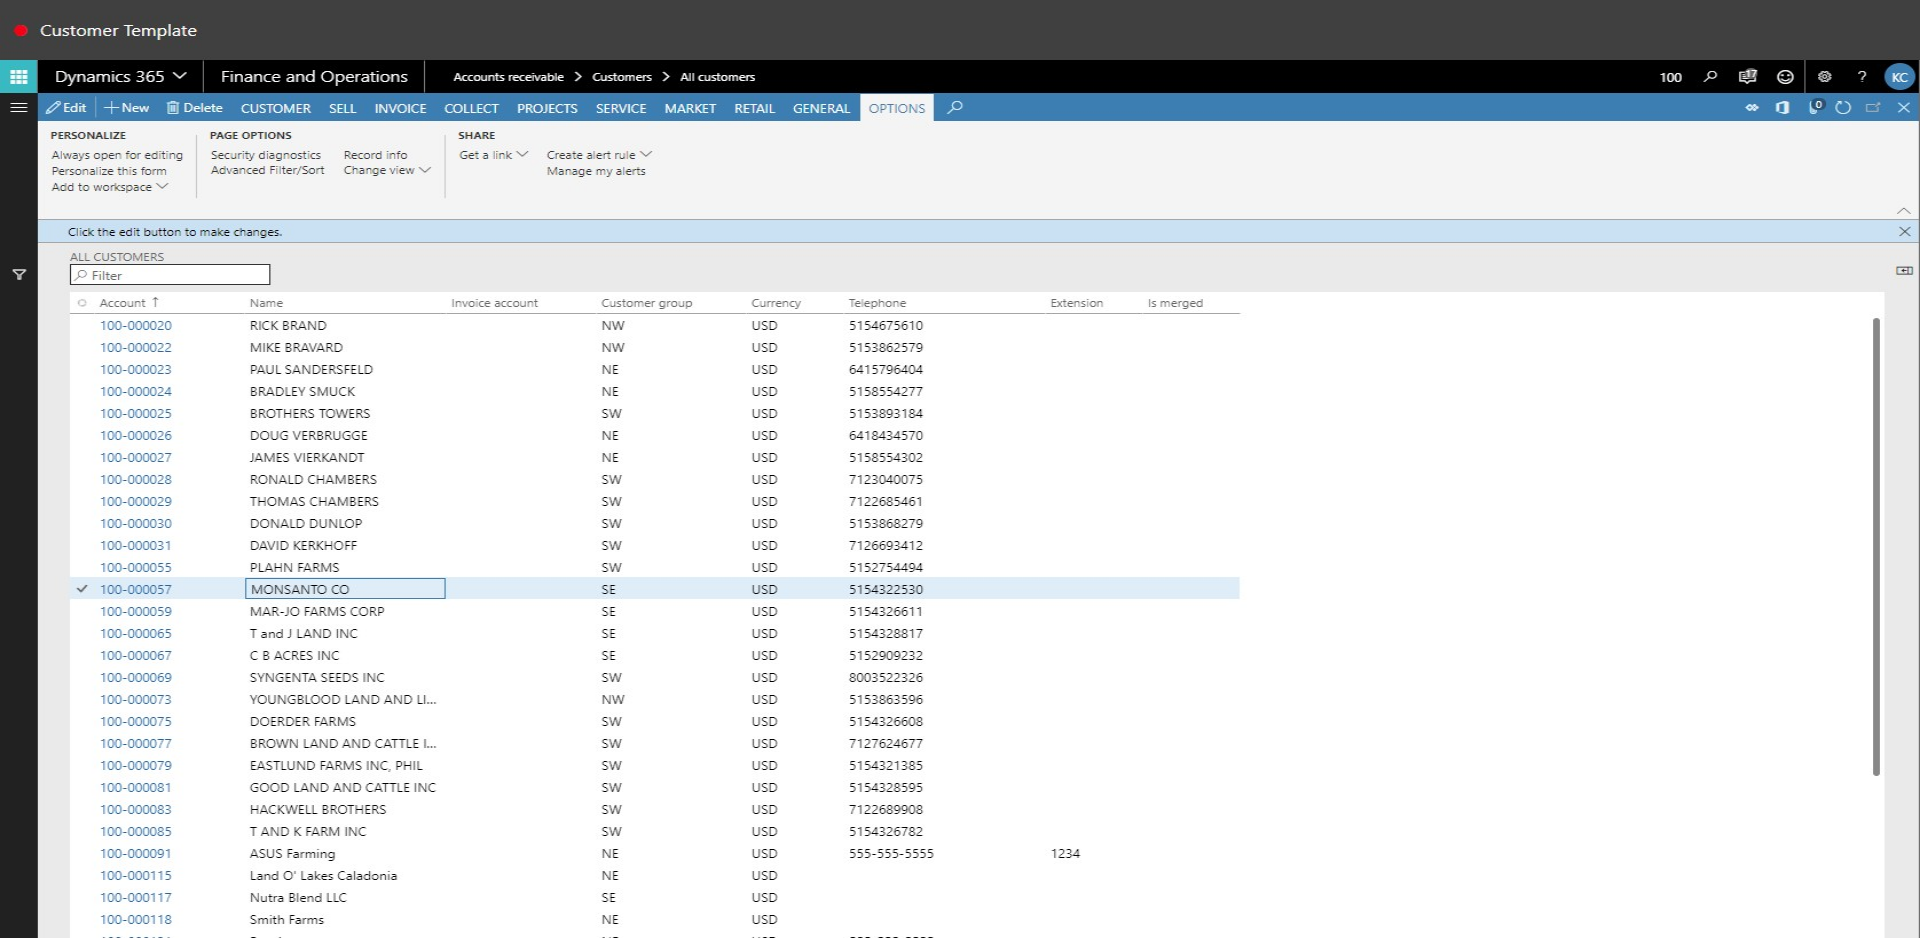 Customer Template
Dynamics 365 Finance and Operations Accounts receivable > Customers > All customers 100 ? KC
Edit New Delete CUSTOMER SELL INVOICE COLLECT PROJECTS SERVICE MARKET RETAIL GENERAL OPTIONS 0
PERSONALIZE PAGE OPTIONS SHARE
Always open for editing Security diagnostics Record info Get a link Create alert rule
Personalize this form Advanced Filter/Sort Change view Manage my alerts
Add to workspace
Click the edit button to make changes.
ALL CUSTOMERS
Filter
Account ↑ Name Invoice account Customer group Currency Telephone Extension Is merged
100-000020 RICK BRAND NW USD 5154675610
100-000022 MIKE BRAVARD NW USD 5153862579
100-000023 PAUL SANDERSFELD NE USD 6415796404
100-000024 BRADLEY SMUCK NE USD 5158554277
100-000025 BROTHERS TOWERS SW USD 5153893184
100-000026 DOUG VERBRUGGE NE USD 6418434570
100-000027 JAMES VIERKANDT NE USD 5158554302
100-000028 RONALD CHAMBERS SW USD 7123040075
100-000029 THOMAS CHAMBERS SW USD 7122685461
100-000030 DONALD DUNLOP SW USD 5153868279
100-000031 DAVID KERKHOFF SW USD 7126693412
100-000055 PLAHN FARMS SW USD 5152754494
100-000057 MONSANTO CO SE USD 5154322530
100-000059 MAR-JO FARMS CORP SE USD 5154326611
100-000065 T and J LAND INC SE USD 5154328817
100-000067 C B ACRES INC SE USD 5152909232
100-000069 SYNGENTA SEEDS INC SW USD 8003522326
100-000073 YOUNGBLOOD LAND AND LI... NW USD 5153863596
100-000075 DOERDER FARMS SW USD 5154326608
100-000077 BROWN LAND AND CATTLE I... SW USD 7127624677
100-000079 EASTLUND FARMS INC, PHIL SW USD 5154321385
100-000081 GOOD LAND AND CATTLE INC SW USD 5154328595
100-000083 HACKWELL BROTHERS SW USD 7122689908
100-000085 T AND K FARM INC SW USD 5154326782
100-000091 ASUS Farming NE USD 555-555-5555 1234
100-000115 Land O' Lakes Caladonia NE USD
100-000117 Nutra Blend LLC SE USD
100-000118 Smith Farms NE USD